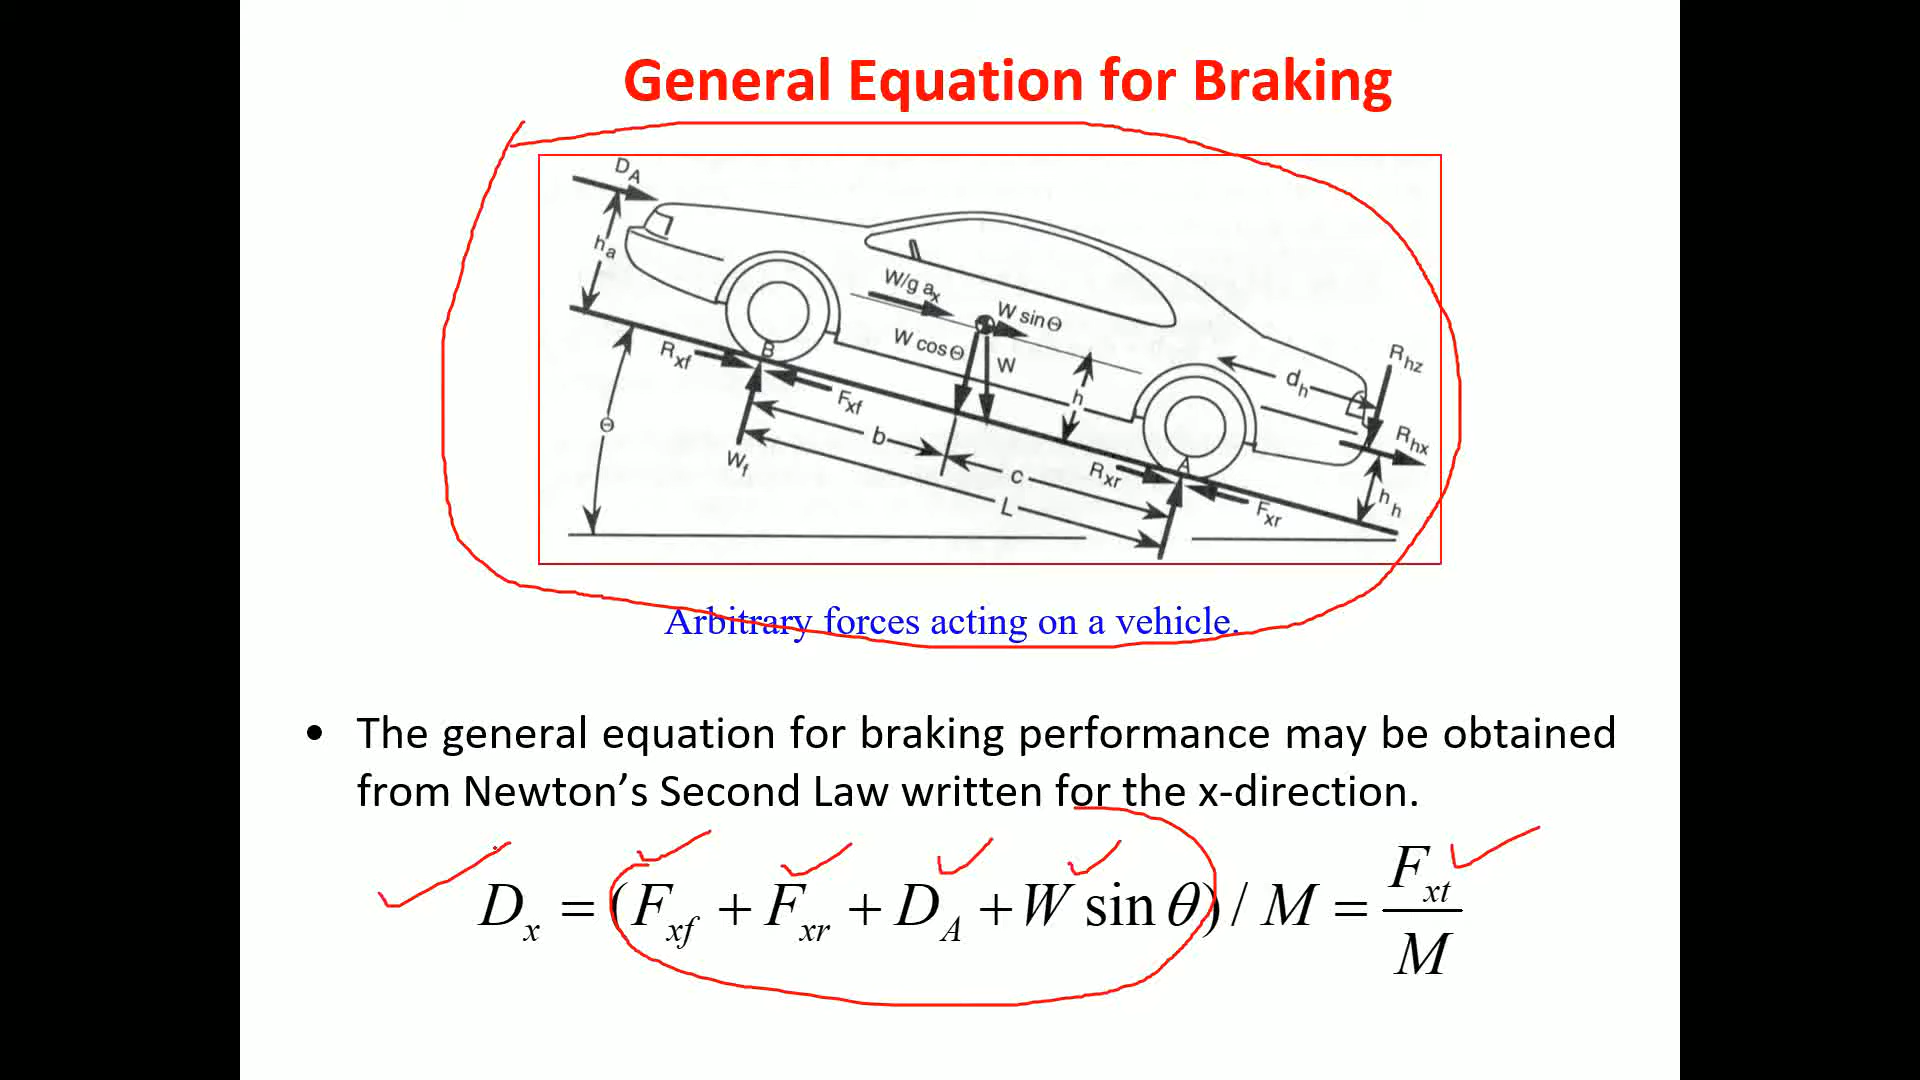 General Equation for Braking
D_A
h_a
W/g a_x
W sinΘ
W cosΘ
W
R_hz
d_h
R_xf
B
F_xf
h
R_hx
Θ
b
W_f
R_xr
A
c
L
F_xr
h_h
Arbitrary forces acting on a vehicle.
• The general equation for braking performance may be obtained
from Newton’s Second Law written for the x-direction.
D_x = (F_xf + F_xr + D_A + W sin θ) / M = F_xt / M